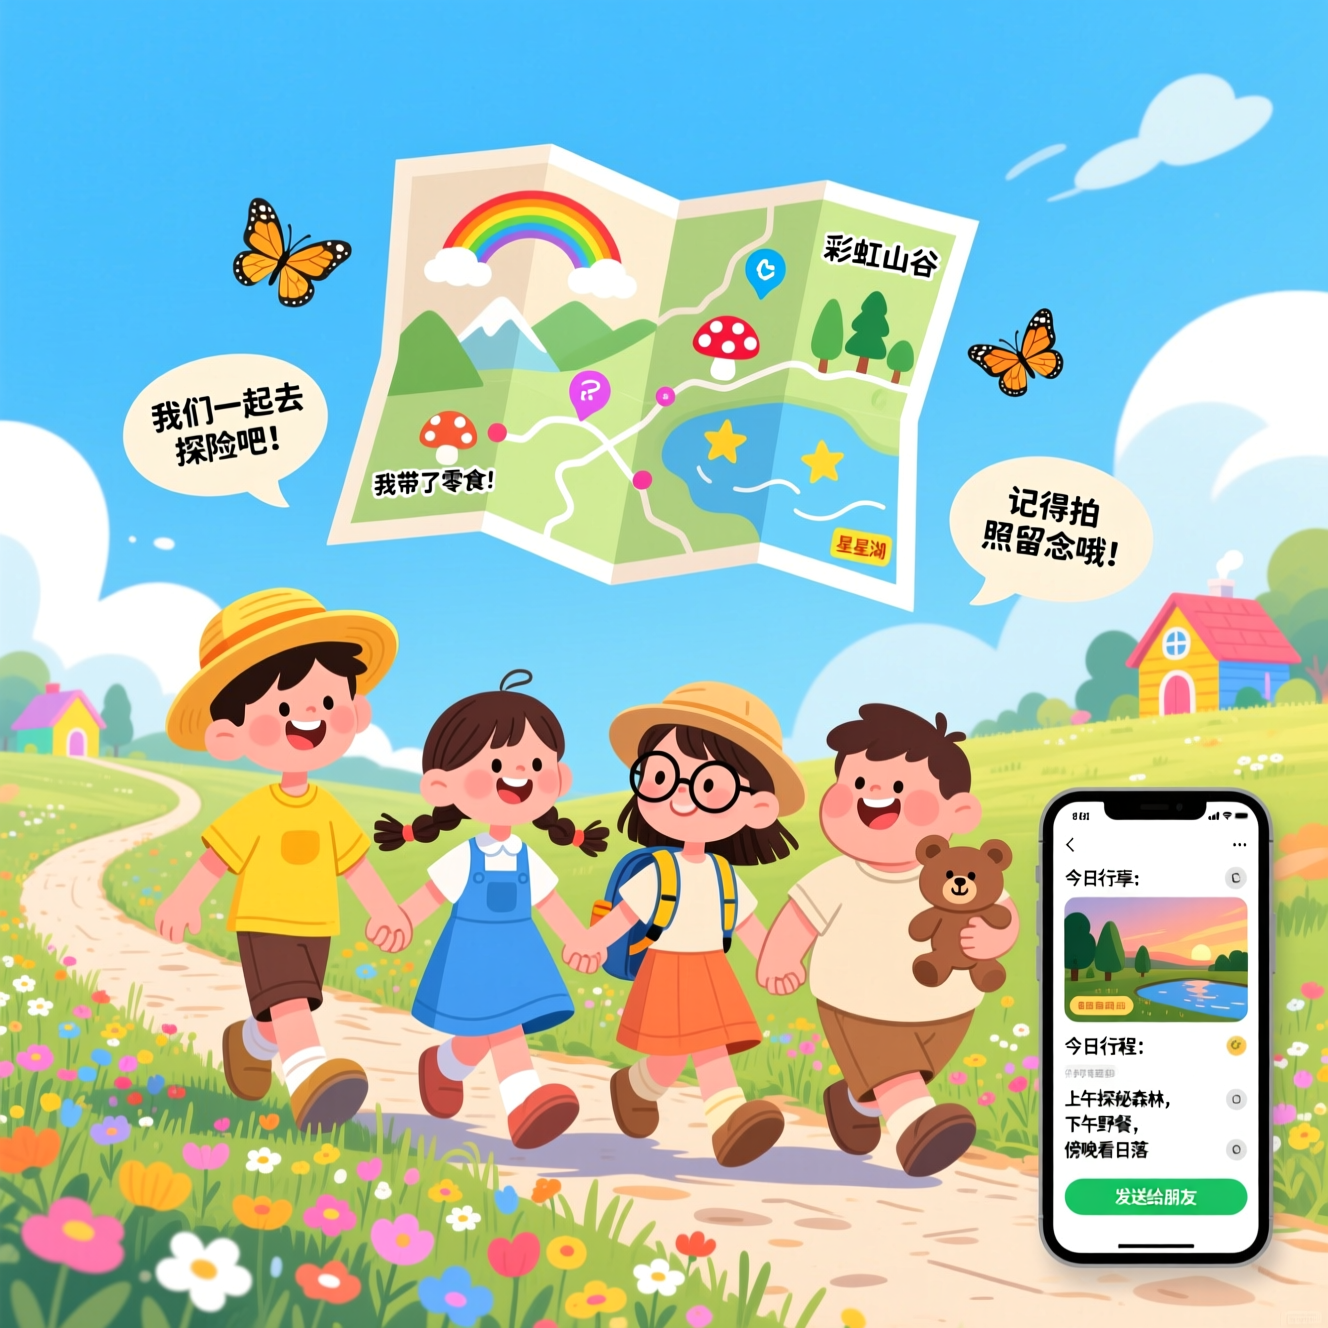 彩虹山谷
我们一起去
探险吧!
?
我带了零食!
记得拍
照留念哦!
星星湖
今日行享:
今日行程:
上午探秘森林,
下午野餐,
傍晚看日落
发送给朋友